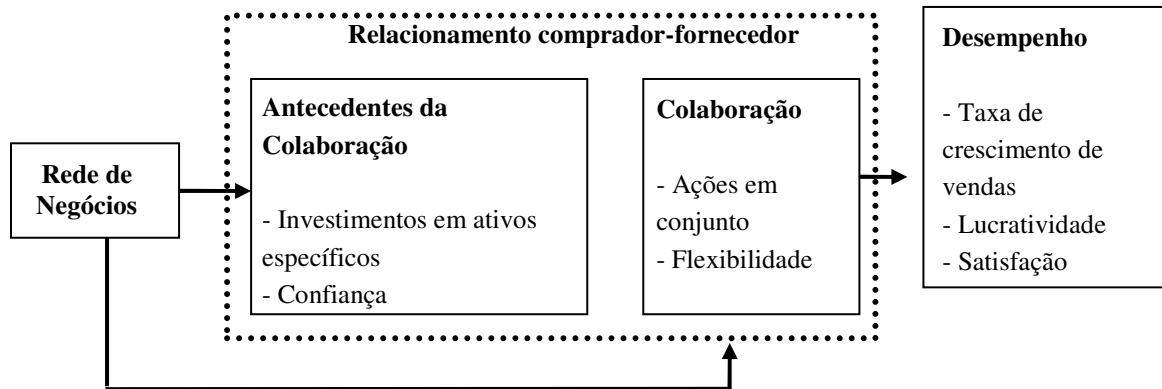 Relacionamento comprador-fornecedor
Rede de
Negócios
Antecedentes da
Colaboração
- Investimentos em ativos
específicos
- Confiança
Colaboração
- Ações em
conjunto
- Flexibilidade
Desempenho
- Taxa de
crescimento de
vendas
- Lucratividade
- Satisfação